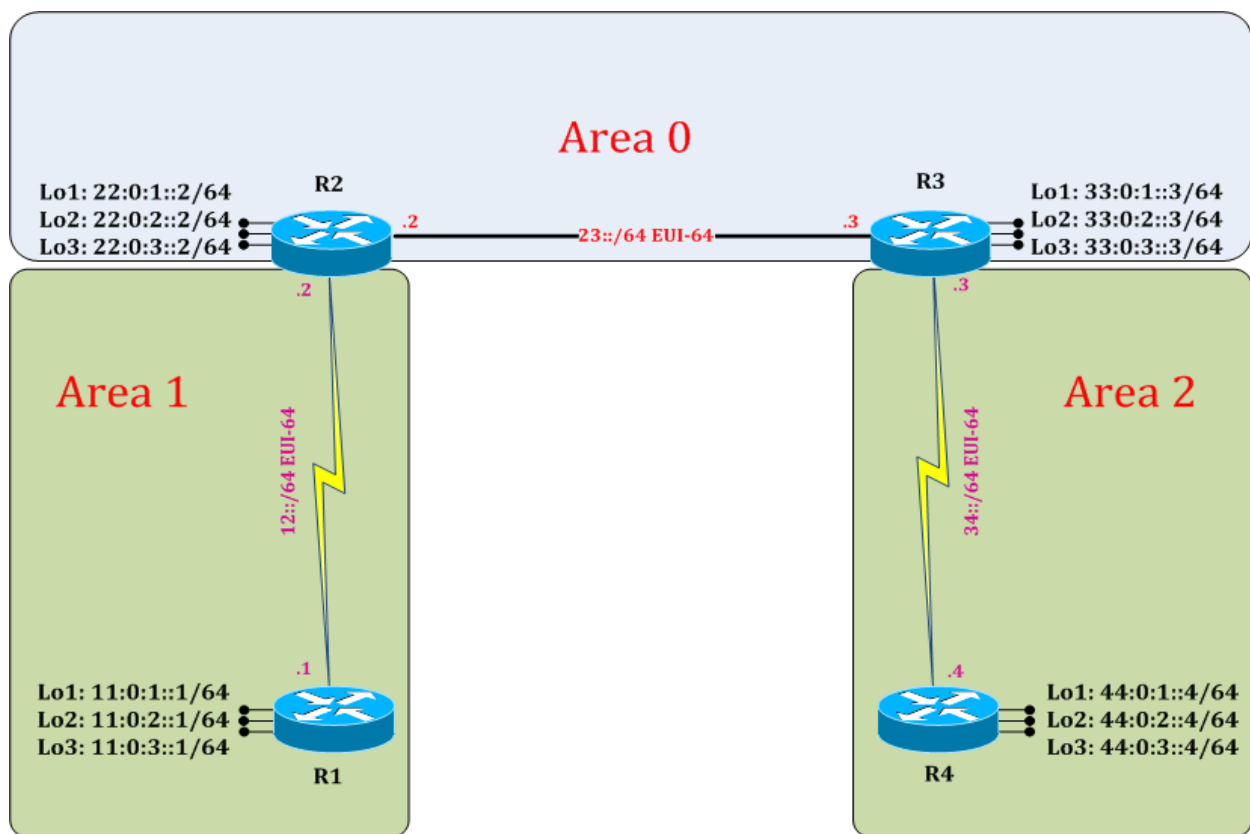 Area 0
R2
R3
Lo1: 22:0:1::2/64
Lo2: 22:0:2::2/64
Lo3: 22:0:3::2/64
.2
23::/64 EUI-64
.3
Lo1: 33:0:1::3/64
Lo2: 33:0:2::3/64
Lo3: 33:0:3::3/64
.2
.3
Area 1
Area 2
12::/64 EUI-64
34::/64 EUI-64
.1
.4
Lo1: 11:0:1::1/64
Lo2: 11:0:2::1/64
Lo3: 11:0:3::1/64
R1
Lo1: 44:0:1::4/64
Lo2: 44:0:2::4/64
Lo3: 44:0:3::4/64
R4